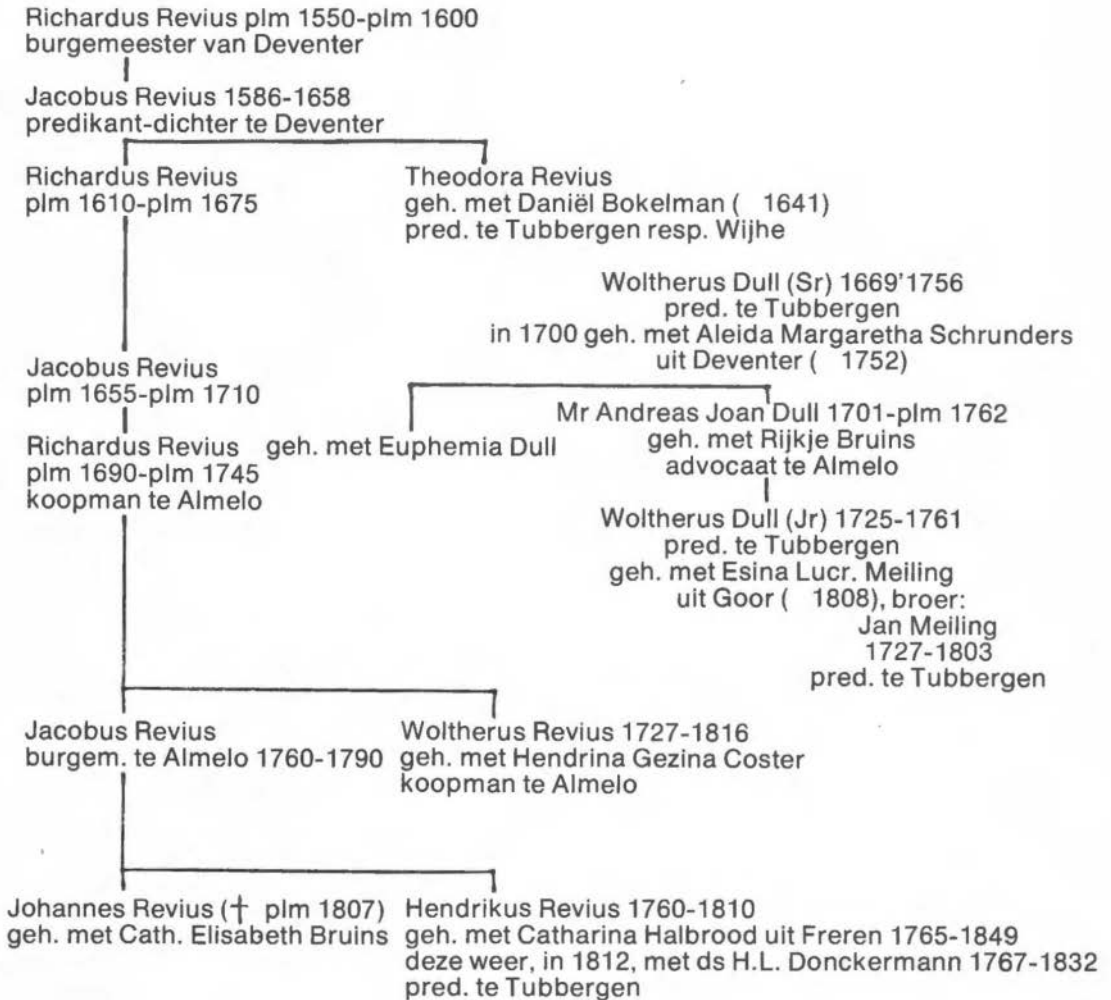 Richardus Revius plm 1550-plm 1600
burgemeester van Deventer
Jacobus Revius 1586-1658
predikant-dichter te Deventer
Richardus Revius
plm 1610-plm 1675
Theodora Revius
geh. met Daniël Bokelman (   1641)
pred. te Tubbergen resp. Wijhe
Woltherus Dull (Sr) 1669'1756
pred. te Tubbergen
in 1700 geh. met Aleida Margaretha Schrunders
uit Deventer (   1752)
Jacobus Revius
plm 1655-plm 1710
Mr Andreas Joan Dull 1701-plm 1762
geh. met Rijkje Bruins
advocaat te Almelo
Richardus Revius
plm 1690-plm 1745
koopman te Almelo
geh. met Euphemia Dull
Woltherus Dull (Jr) 1725-1761
pred. te Tubbergen
geh. met Esina Lucr. Meiling
uit Goor (   1808), broer:
Jan Meiling
1727-1803
pred. te Tubbergen
Jacobus Revius
burgem. te Almelo 1760-1790
Woltherus Revius 1727-1816
geh. met Hendrina Gezina Coster
koopman te Almelo
Johannes Revius († plm 1807)
geh. met Cath. Elisabeth Bruins
Hendrikus Revius 1760-1810
geh. met Catharina Halbrood uit Freren 1765-1849
deze weer, in 1812, met ds H.L. Donckermann 1767-1832
pred. te Tubbergen